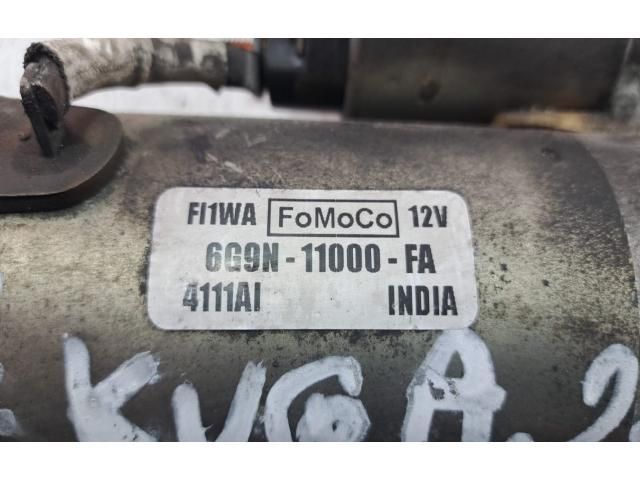 FI1WA FoMoCo 12V
6G9N - 11000 - FA
4111AI INDIA
KUGA